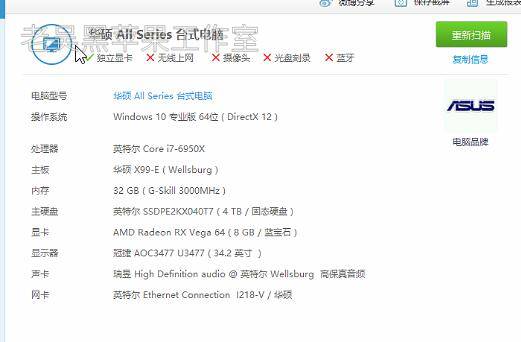 微博分享 保存截屏 生成报表
老吴黑苹果工作室
华硕 All Series 台式电脑
重新扫描
独立显卡 无线上网 摄像头 光盘刻录 蓝牙
复制信息
电脑型号 华硕 All Series 台式电脑
操作系统 Windows 10 专业版 64位 ( DirectX 12 )
ASUS
电脑品牌
处理器 英特尔 Core i7-6950X
主板 华硕 X99-E ( Wellsburg )
内存 32 GB ( G-Skill 3000MHz )
主硬盘 英特尔 SSDPE2KX040T7 ( 4 TB / 固态硬盘 )
显卡 AMD Radeon RX Vega 64 ( 8 GB / 蓝宝石 )
显示器 冠捷 AOC3477 U3477 ( 34.2 英寸 )
声卡 瑞昱 High Definition audio @ 英特尔 Wellsburg 高保真音频
网卡 英特尔 Ethernet Connection I218-V / 华硕